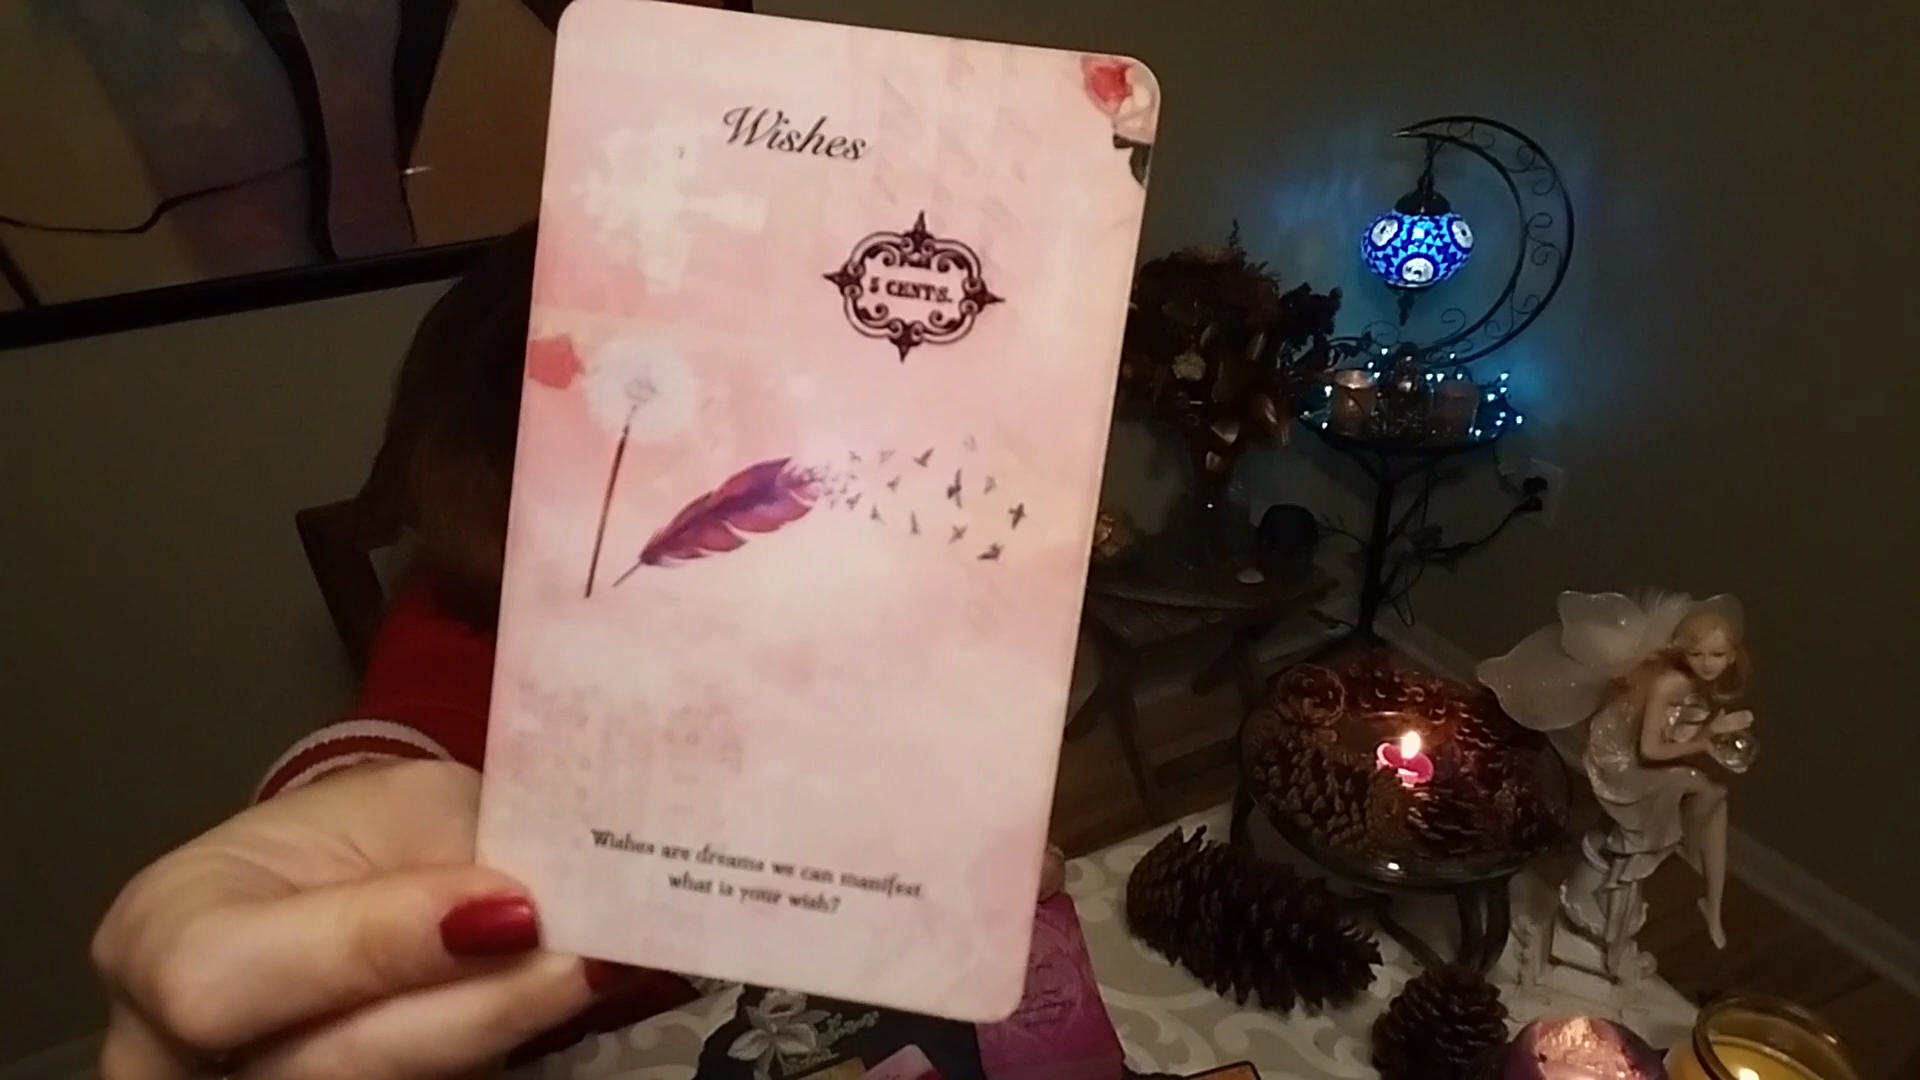 Wishes
5 CENTS.
Wishes are dreams we can manifest
what is your wish?